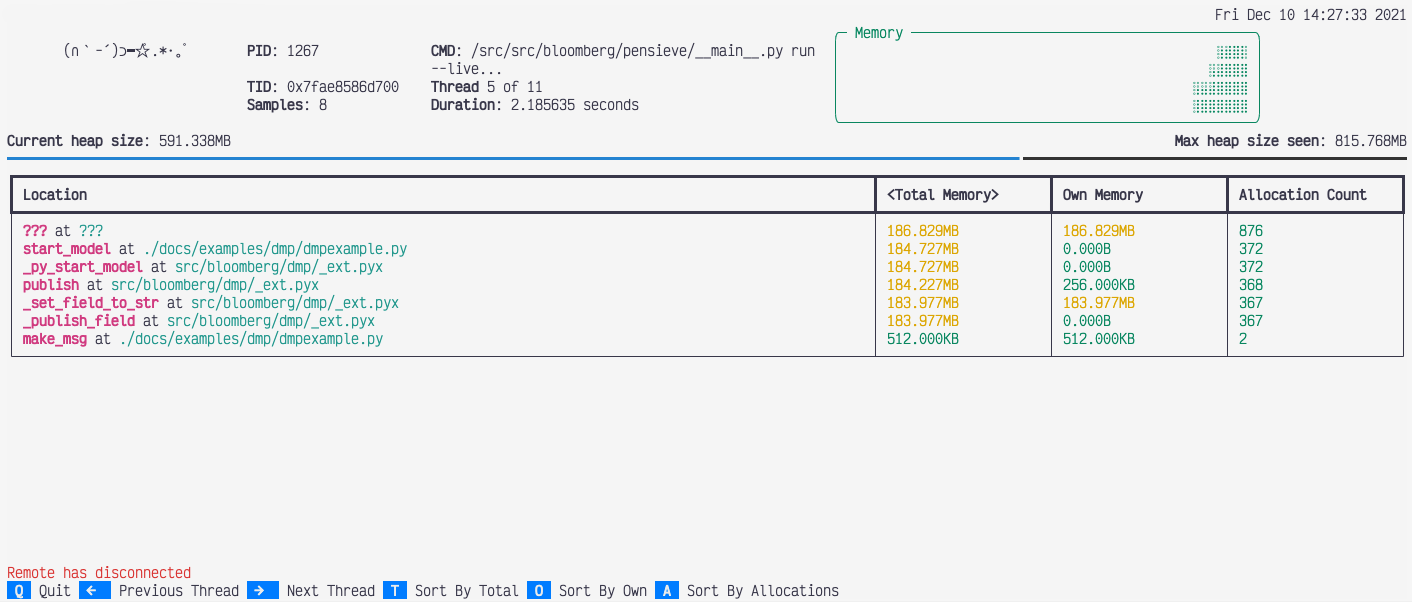 Fri Dec 10 14:27:33 2021
(∩｀-´)⊃━☆ﾟ.*･｡ﾟ PID: 1267 CMD: /src/src/bloomberg/pensieve/__main__.py run
--live...
TID: 0x7fae8586d700 Thread 5 of 11
Samples: 8 Duration: 2.185635 seconds
Memory
Current heap size: 591.338MB Max heap size seen: 815.768MB
Location <Total Memory> Own Memory Allocation Count
??? at ??? 186.829MB 186.829MB 876
start_model at ./docs/examples/dmp/dmpexample.py 184.727MB 0.000B 372
_py_start_model at src/bloomberg/dmp/_ext.pyx 184.727MB 0.000B 372
publish at src/bloomberg/dmp/_ext.pyx 184.227MB 256.000KB 368
_set_field_to_str at src/bloomberg/dmp/_ext.pyx 183.977MB 183.977MB 367
_publish_field at src/bloomberg/dmp/_ext.pyx 183.977MB 0.000B 367
make_msg at ./docs/examples/dmp/dmpexample.py 512.000KB 512.000KB 2
Remote has disconnected
Q Quit ← Previous Thread → Next Thread T Sort By Total O Sort By Own A Sort By Allocations